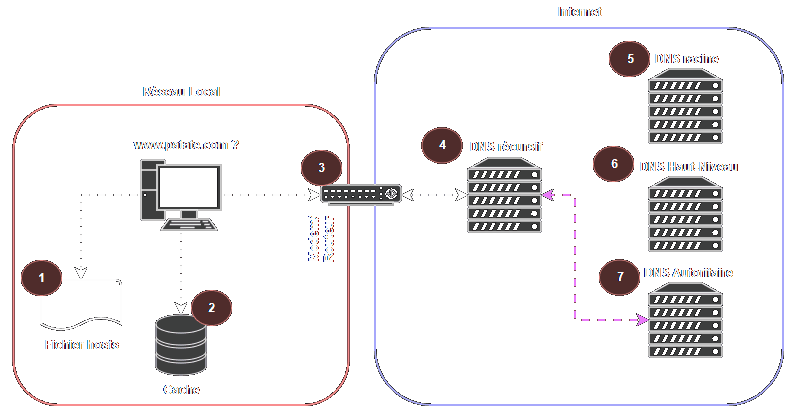 Internet
5
DNS racine
Réseau Local
www.pstate.com ?
4
DNS récursif
3
6
DNS Haut-Niveau
7
DNS Autoritaire
1
2
Fichier hosts
Cache